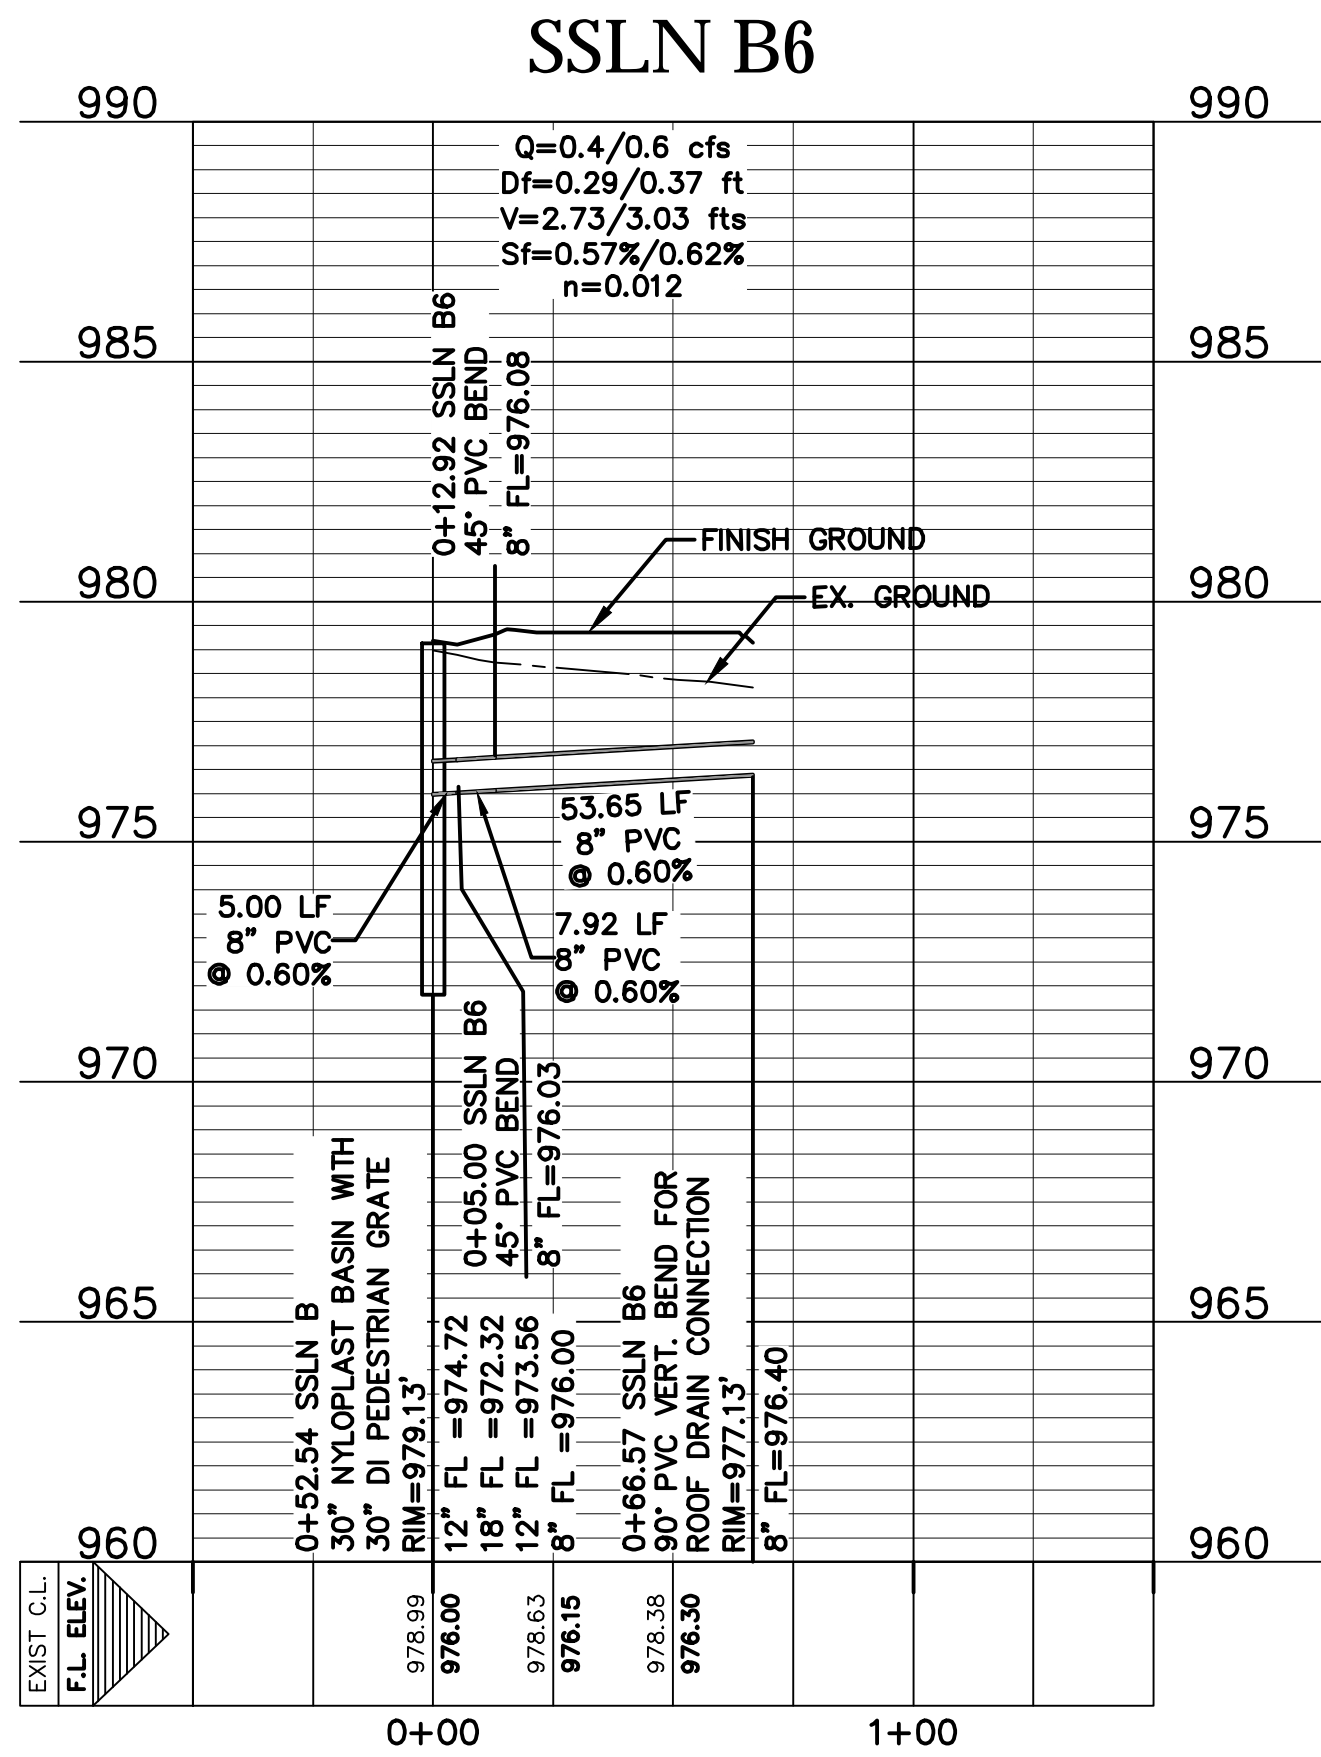 SSLN B6
990
990
Q=0.4/0.6 cfs
Df=0.29/0.37 ft
V=2.73/3.03 fts
Sf=0.57%/0.62%
n=0.012
0+12.92 SSLN B6
45° PVC BEND
8" FL=976.08
985
985
FINISH GROUND
980
980
EX. GROUND
975
975
53.65 LF
8" PVC
@ 0.60%
5.00 LF
8" PVC
@ 0.60%
7.92 LF
8" PVC
@ 0.60%
970
970
0+05.00 SSLN B6
45° PVC BEND
8" FL=976.03
965
965
0+52.54 SSLN B
30" NYLOPLAST BASIN WITH
30" DI PEDESTRIAN GRATE
RIM=979.13'
12" FL =974.72
18" FL =972.32
12" FL =973.56
8" FL =976.00
0+66.57 SSLN B6
90° PVC VERT. BEND FOR
ROOF DRAIN CONNECTION
RIM=977.13'
8" FL=976.40
960
960
EXIST C.L.
F.L. ELEV.
978.99
976.00
978.63
976.15
978.38
976.30
0+00
1+00